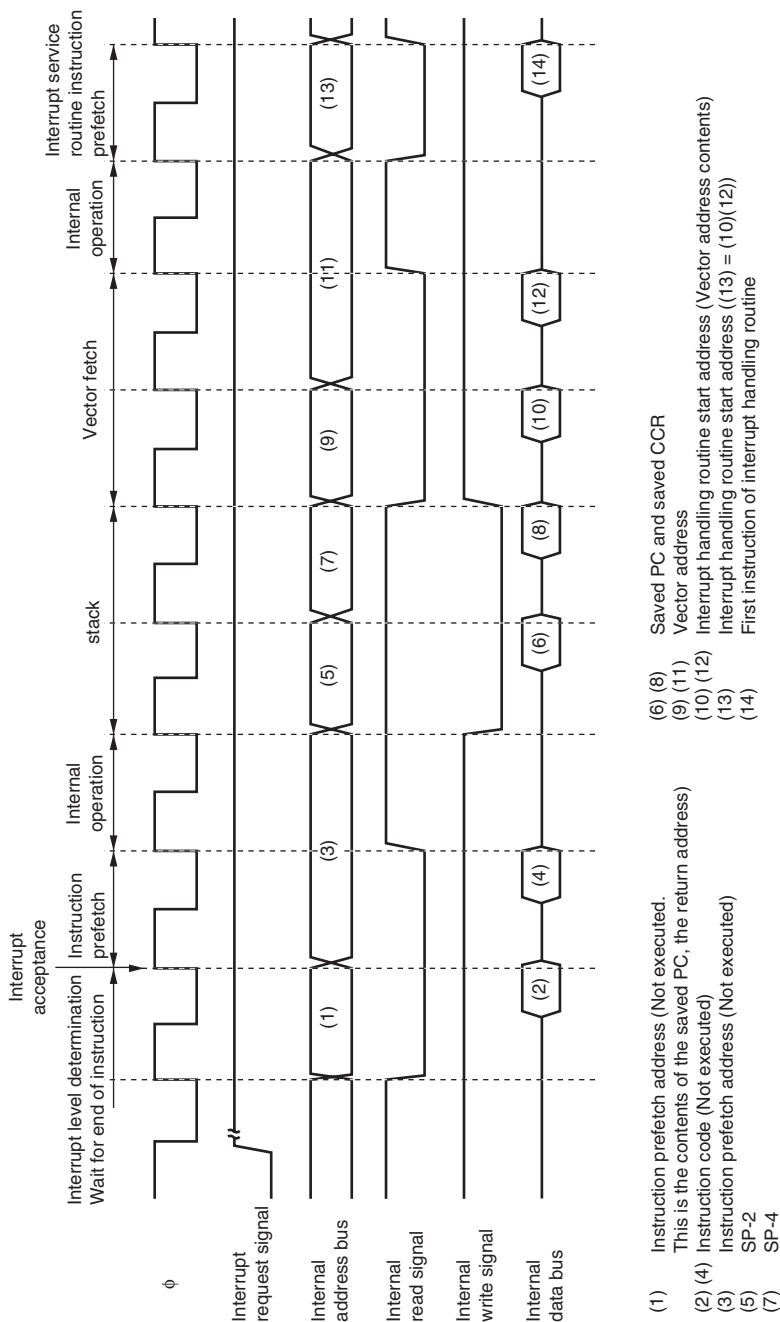 Interrupt
acceptance
Interrupt level determination
Wait for end of instruction
Instruction
prefetch
Internal
operation
stack
Vector fetch
Internal
operation
Interrupt service
routine instruction
prefetch
φ
Interrupt
request signal
Internal
address bus
(1)
(3)
(5)
(7)
(9)
(11)
(13)
Internal
read signal
Internal
write signal
Internal
data bus
(2)
(4)
(6)
(8)
(10)
(12)
(14)
(1) Instruction prefetch address (Not executed.
This is the contents of the saved PC, the return address)
(2) (4) Instruction code (Not executed)
(3) Instruction prefetch address (Not executed)
(5) SP-2
(7) SP-4
(6) (8) Saved PC and saved CCR
(9) (11) Vector address
(10) (12) Interrupt handling routine start address (Vector address contents)
(13) Interrupt handling routine start address ((13) = (10)(12))
(14) First instruction of interrupt handling routine